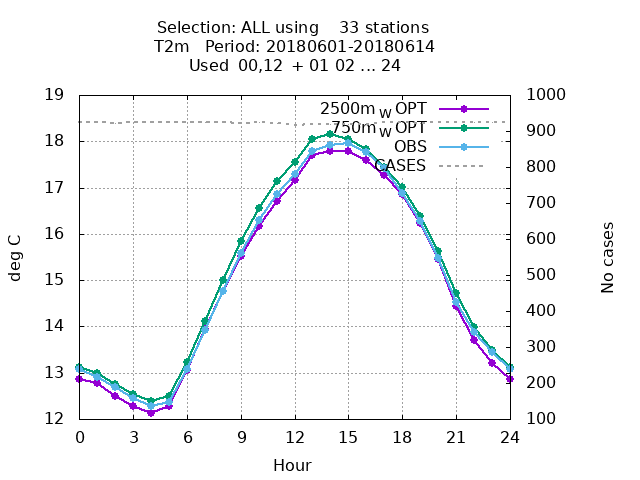 Selection: ALL using 33 stations
T2m Period: 20180601-20180614
Used 00,12 + 01 02 ... 24
19 1000
2500m W OPT
18 900
750m W OPT
OBS
17 800
CASES
16 700
15 600
14 500
13 400
12 300
200
100
deg C
No cases
0 3 6 9 12 15 18 21 24
Hour